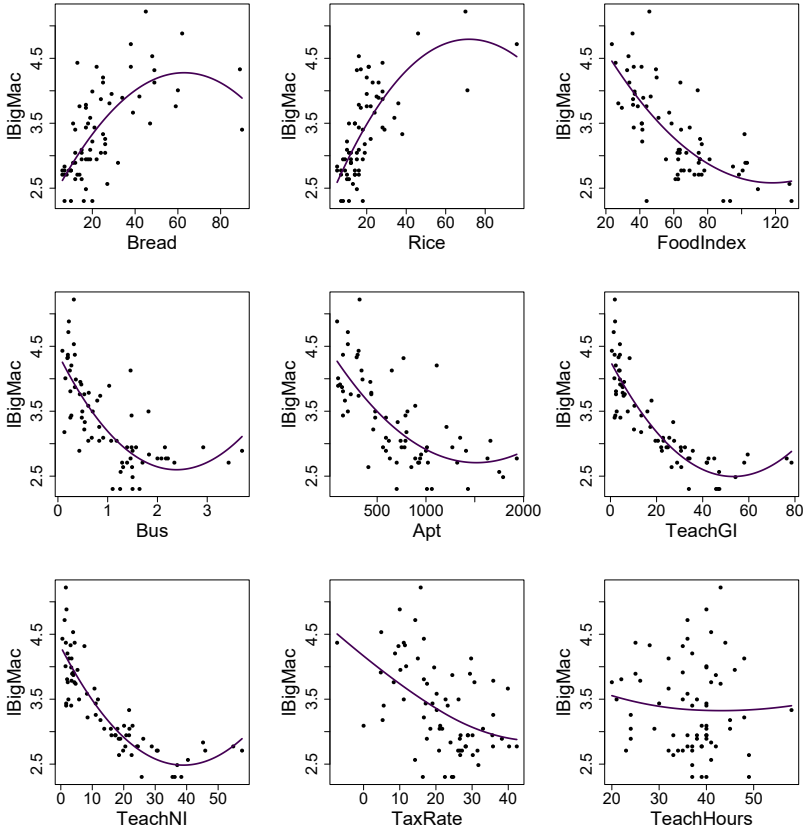 lBigMac
4.5
3.5
2.5
20 40 60 80
Bread
lBigMac
4.5
3.5
2.5
20 40 60 80
Rice
lBigMac
4.5
3.5
2.5
20 40 60 80 120
FoodIndex
lBigMac
4.5
3.5
2.5
0 1 2 3
Bus
lBigMac
4.5
3.5
2.5
500 1000 2000
Apt
lBigMac
4.5
3.5
2.5
0 20 40 60 80
TeachGI
lBigMac
4.5
3.5
2.5
0 10 20 30 40 50
TeachNI
lBigMac
4.5
3.5
2.5
0 10 20 30 40
TaxRate
lBigMac
4.5
3.5
2.5
20 30 40 50
TeachHours